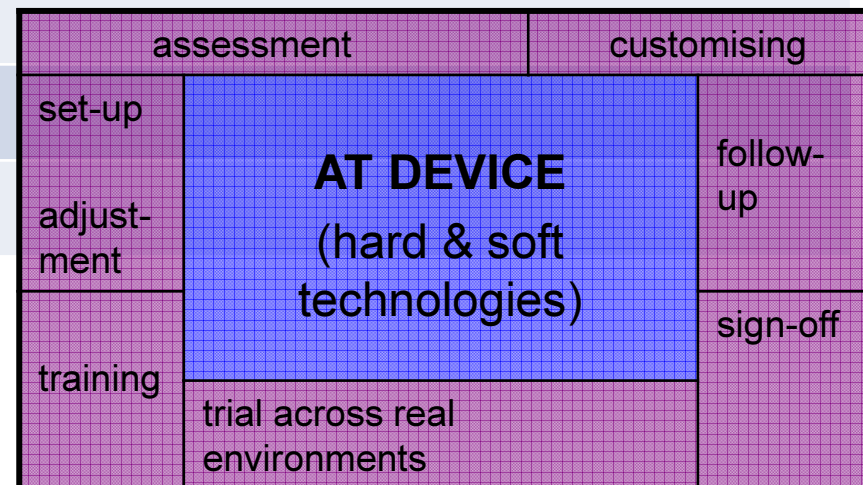 assessment
customising
set-up
adjust-
ment
AT DEVICE
(hard & soft
technologies)
follow-
up
training
trial across real
environments
sign-off